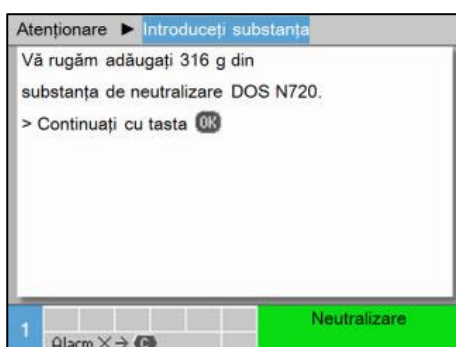 Atenționare ► Introduceți substanța
Vă rugăm adăugați 316 g din
substanța de neutralizare DOS N720.
> Continuați cu tasta OK
Neutralizare
1
Alarm X → C